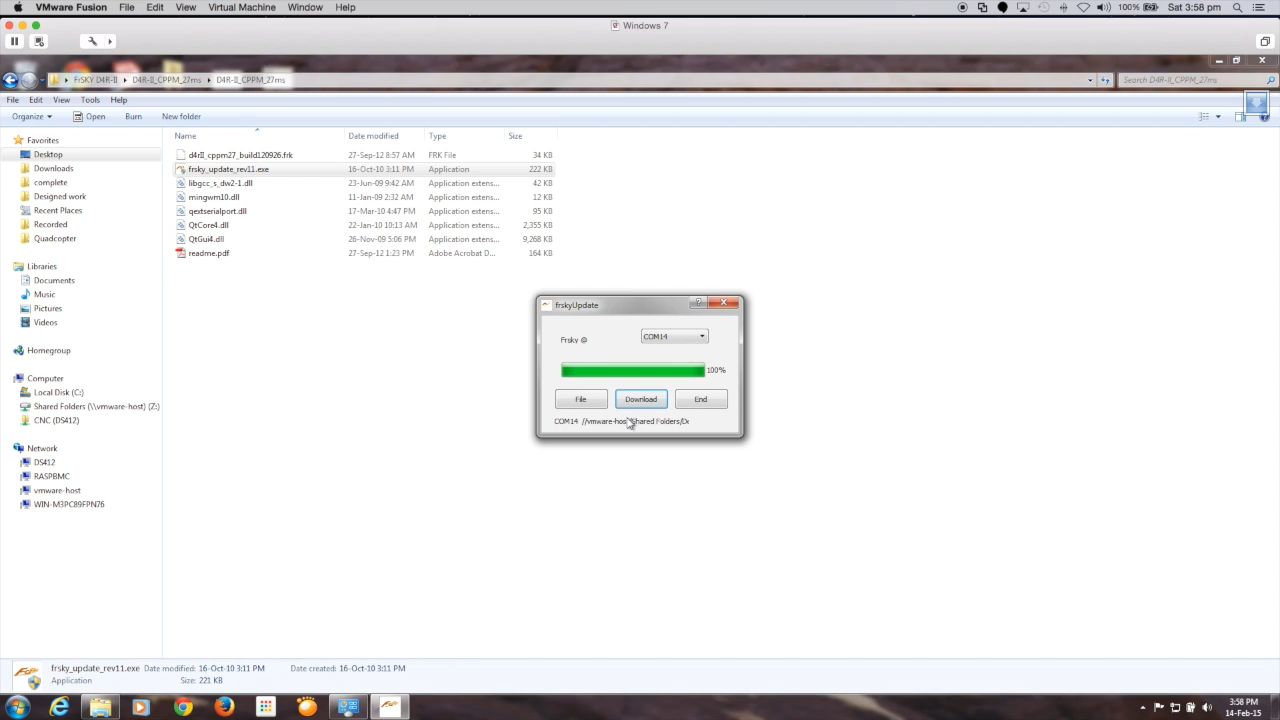 VMware Fusion File Edit View Virtual Machine Window Help 100% Sat 3:58 pm
Windows 7
FrSKY D4R-II D4R-II_CPPM_27ms D4R-II_CPPM_27ms Search D4R-II_CPPM_27ms
File Edit View Tools Help
Organize Open Burn New folder
Favorites
Desktop
Downloads
complete
Designed work
Recent Places
Recorded
Quadcopter
Libraries
Documents
Music
Pictures
Videos
Homegroup
Computer
Local Disk (C:)
Shared Folders (\\vmware-host) (Z:)
CNC (DS412)
Network
DS412
RASPBMC
vmware-host
WIN-M3PC89FPN76
Name Date modified Type Size
d4rII_cppm27_build120926.frk 27-Sep-12 8:57 AM FRK File 34 KB
frsky_update_rev11.exe 16-Oct-10 3:11 PM Application 222 KB
libgcc_s_dw2-1.dll 23-Jun-09 9:42 AM Application extens... 42 KB
mingwm10.dll 11-Jan-09 2:32 AM Application extens... 12 KB
qextserialport.dll 17-Mar-10 4:47 PM Application extens... 95 KB
QtCore4.dll 22-Jan-10 10:13 AM Application extens... 2,355 KB
QtGui4.dll 26-Nov-09 5:06 PM Application extens... 9,268 KB
readme.pdf 27-Sep-12 1:23 PM Adobe Acrobat D... 164 KB
frskyUpdate
Frsky @ COM14
100%
File Download End
COM14 //vmware-host/Shared Folders/De
frsky_update_rev11.exe Date modified: 16-Oct-10 3:11 PM Date created: 16-Oct-10 3:11 PM
Application Size: 221 KB
3:58 PM
14-Feb-15